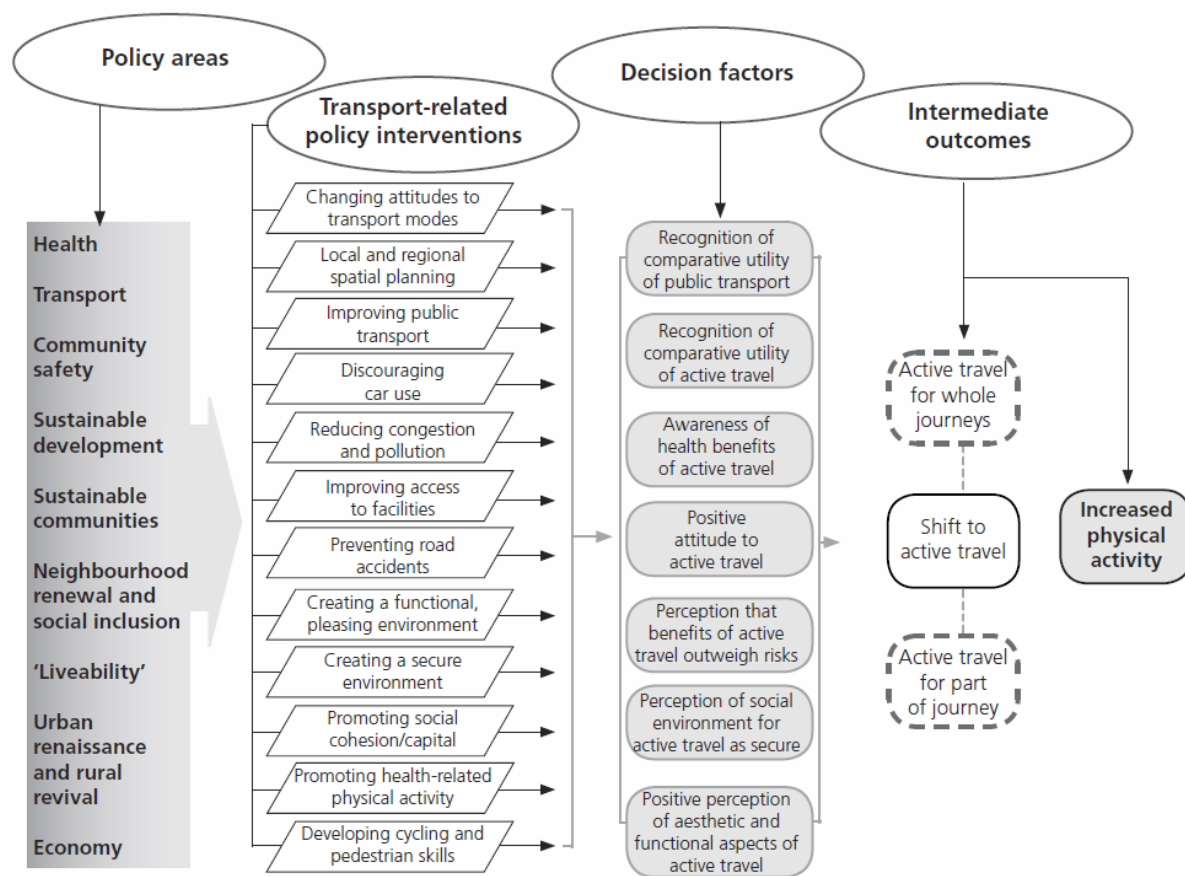 Policy areas
Transport-related
policy interventions
Decision factors
Intermediate
outcomes
Health
Transport
Community
safety
Sustainable
development
Sustainable
communities
Neighbourhood
renewal and
social inclusion
‘Liveability’
Urban
renaissance
and rural
revival
Economy
Changing attitudes to
transport modes
Local and regional
spatial planning
Improving public
transport
Discouraging
car use
Reducing congestion
and pollution
Improving access
to facilities
Preventing road
accidents
Creating a functional,
pleasing environment
Creating a secure
environment
Promoting social
cohesion/capital
Promoting health-related
physical activity
Developing cycling and
pedestrian skills
Recognition of
comparative utility
of public transport
Recognition of
comparative utility
of active travel
Awareness of
health benefits
of active travel
Positive
attitude to
active travel
Perception that
benefits of active
travel outweigh risks
Perception of social
environment for
active travel as secure
Positive perception
of aesthetic and
functional aspects of
active travel
Active travel
for whole
journeys
Shift to
active travel
Active travel
for part
of journey
Increased
physical
activity